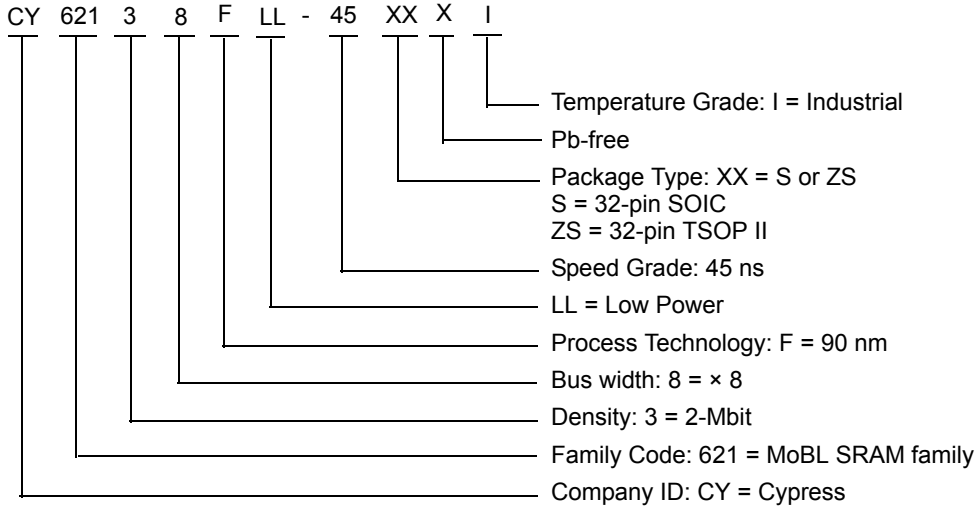 CY 621 3 8 F LL - 45 XX X I
Temperature Grade: I = Industrial
Pb-free
Package Type: XX = S or ZS
S = 32-pin SOIC
ZS = 32-pin TSOP II
Speed Grade: 45 ns
LL = Low Power
Process Technology: F = 90 nm
Bus width: 8 = × 8
Density: 3 = 2-Mbit
Family Code: 621 = MoBL SRAM family
Company ID: CY = Cypress